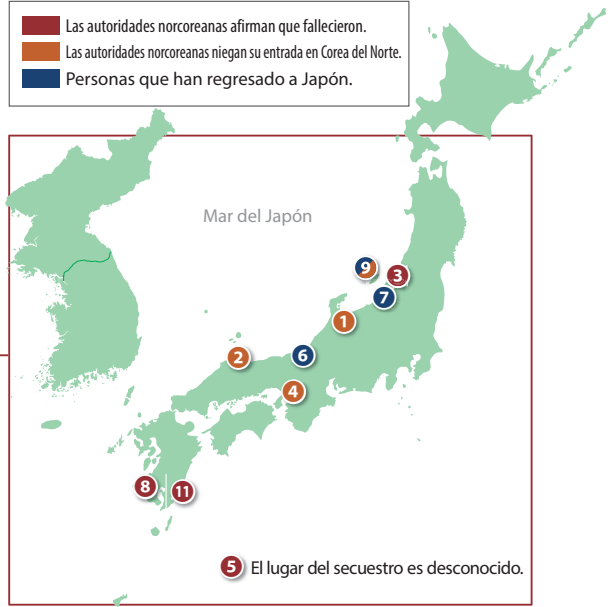 Las autoridades norcoreanas afirman que fallecieron.
Las autoridades norcoreanas niegan su entrada en Corea del Norte.
Personas que han regresado a Japón.
Mar del Japón
9
3
7
1
2
6
4
8
11
5 El lugar del secuestro es desconocido.